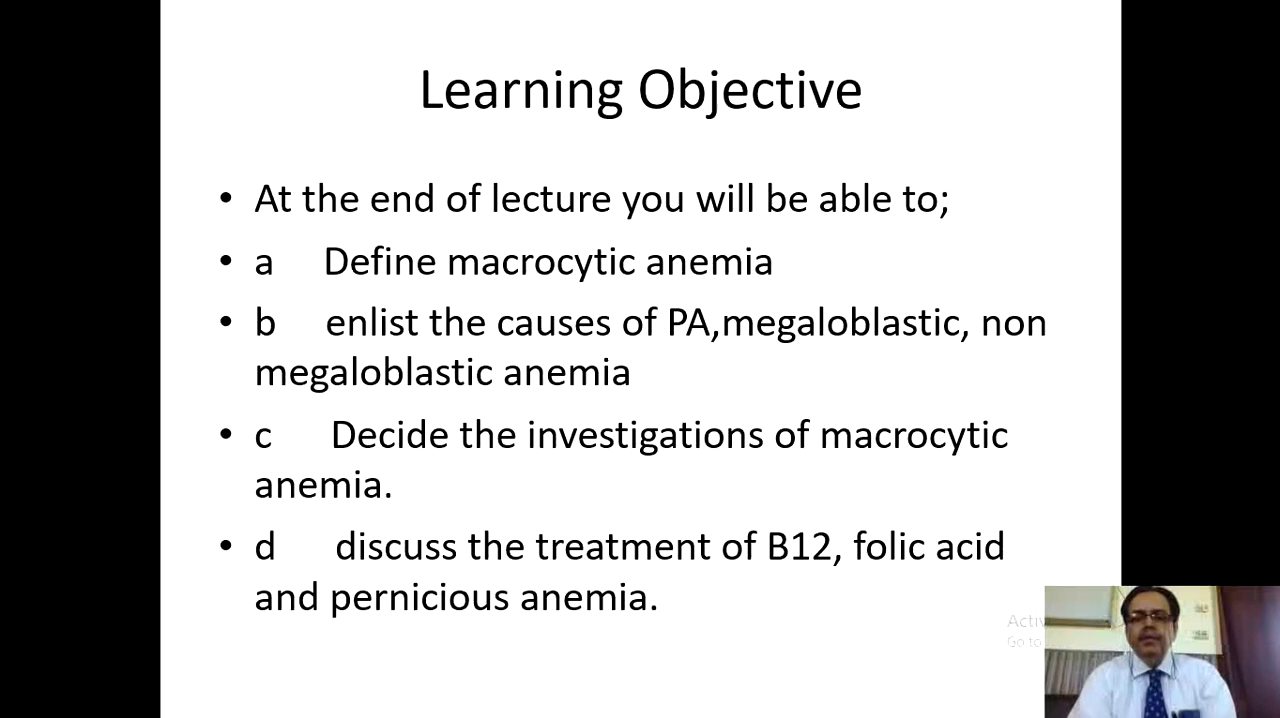 Learning Objective
• At the end of lecture you will be able to;
• a Define macrocytic anemia
• b enlist the causes of PA,megaloblastic, non
megaloblastic anemia
• c Decide the investigations of macrocytic
anemia.
• d discuss the treatment of B12, folic acid
and pernicious anemia.
Go to